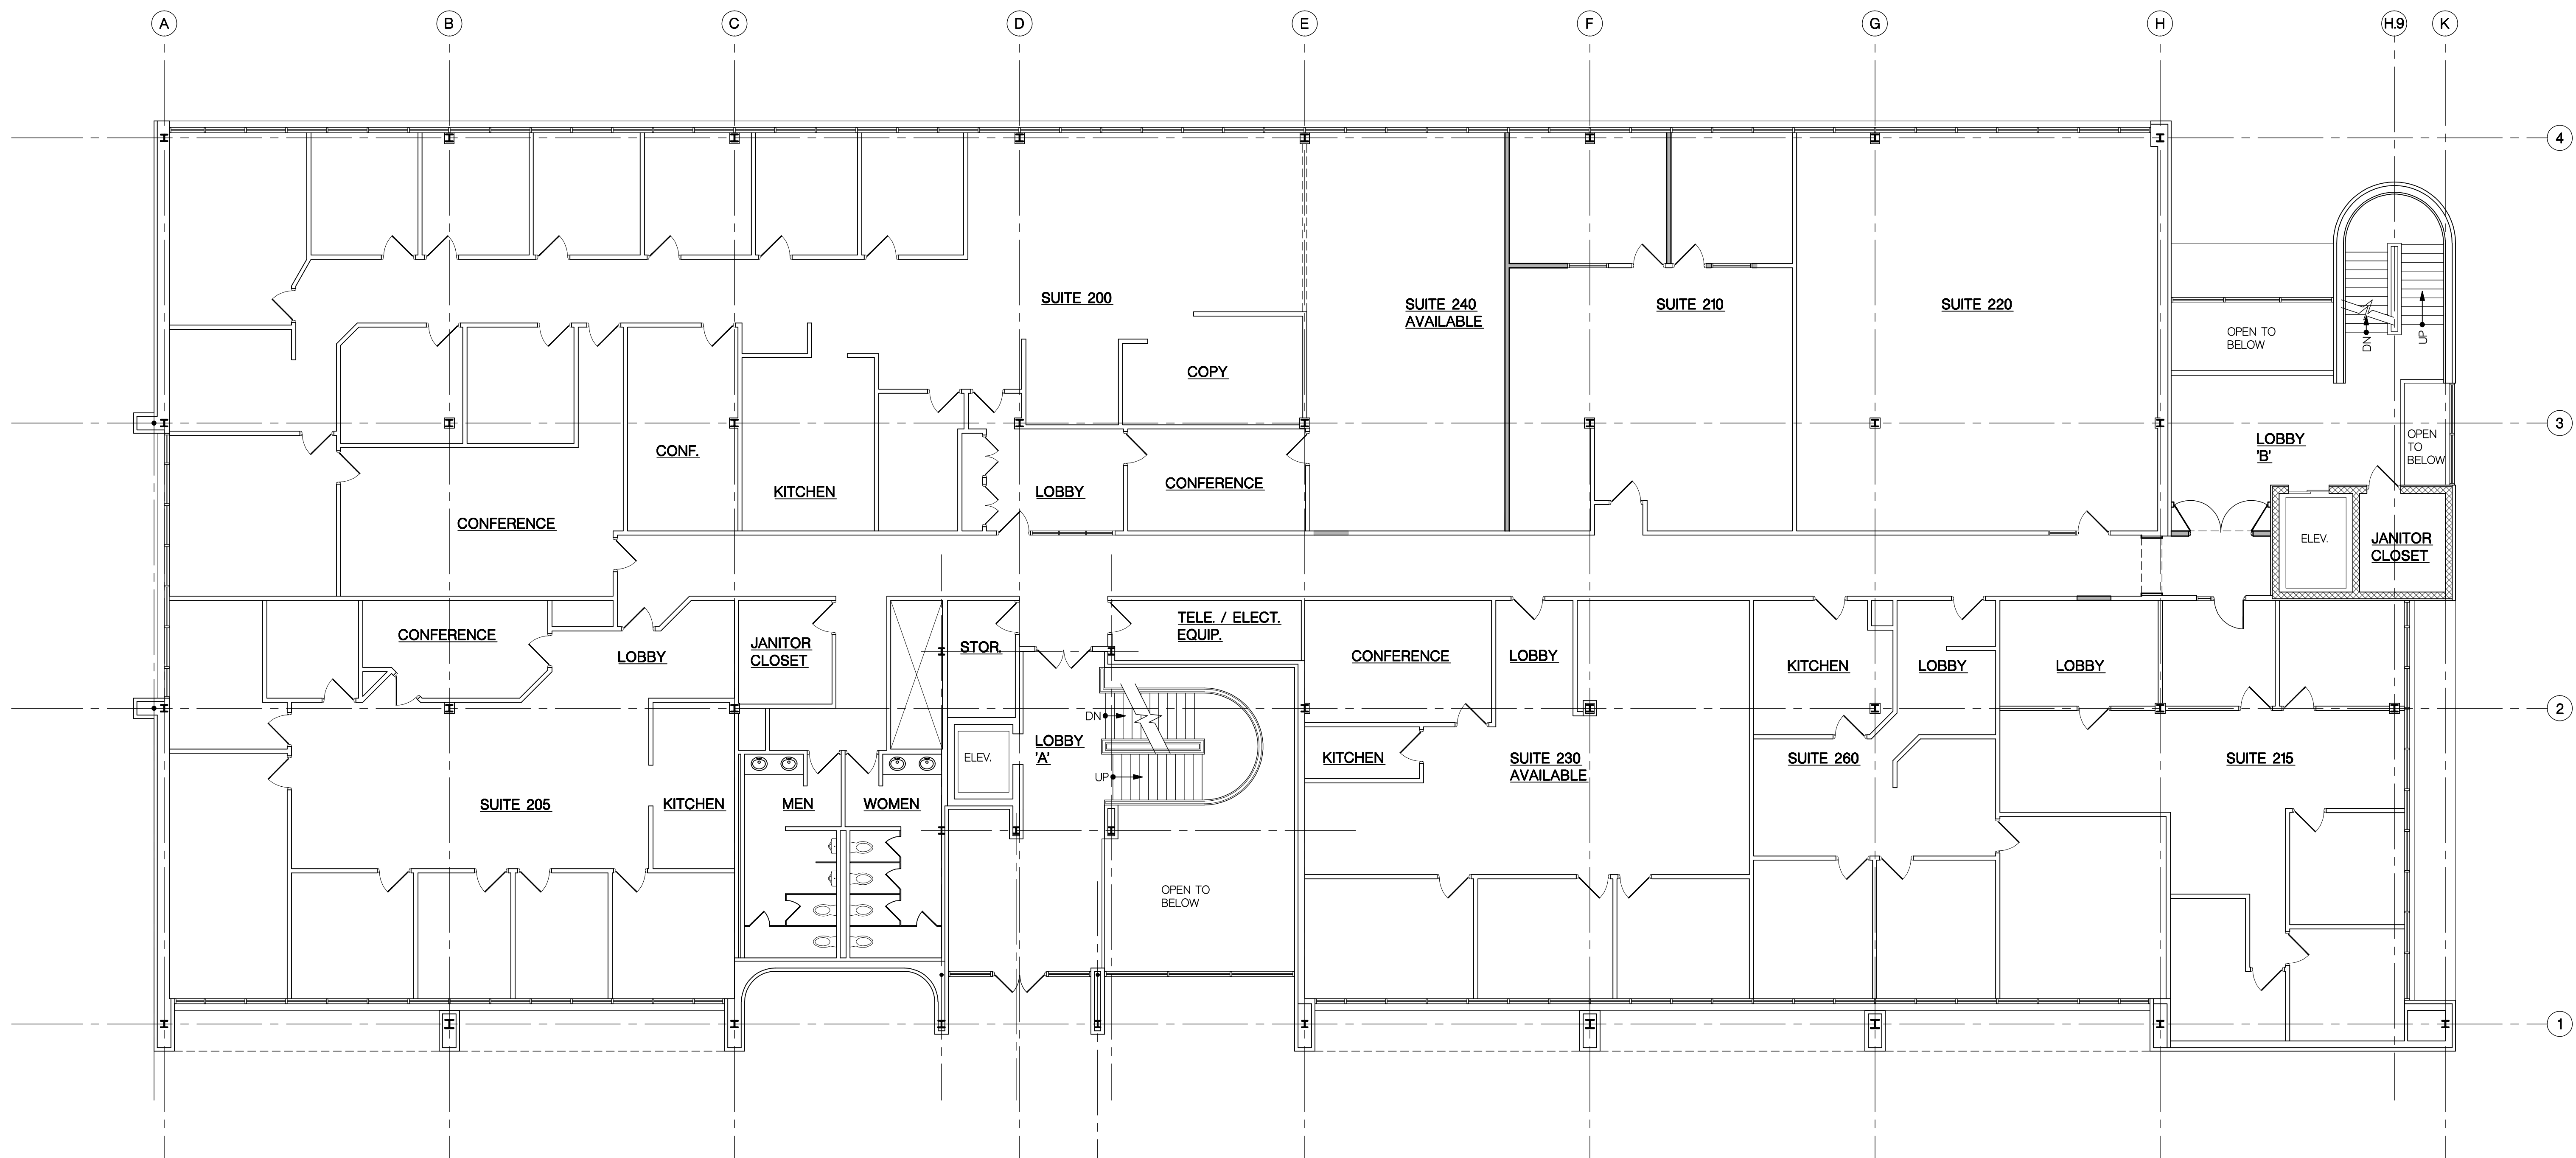 A
B
C
D
E
F
G
H
H.9
K
4
SUITE 200
SUITE 240
AVAILABLE
SUITE 210
SUITE 220
OPEN TO
BELOW
DN
UP
COPY
3
CONF.
KITCHEN
LOBBY
CONFERENCE
CONFERENCE
LOBBY
'B'
OPEN
TO
BELOW
ELEV.
JANITOR
CLOSET
CONFERENCE
LOBBY
JANITOR
CLOSET
STOR.
TELE. / ELECT.
EQUIP.
CONFERENCE
LOBBY
KITCHEN
LOBBY
LOBBY
2
DN
UP
LOBBY
'A'
ELEV.
KITCHEN
SUITE 230
AVAILABLE
SUITE 260
SUITE 215
SUITE 205
KITCHEN
MEN
WOMEN
OPEN TO
BELOW
1